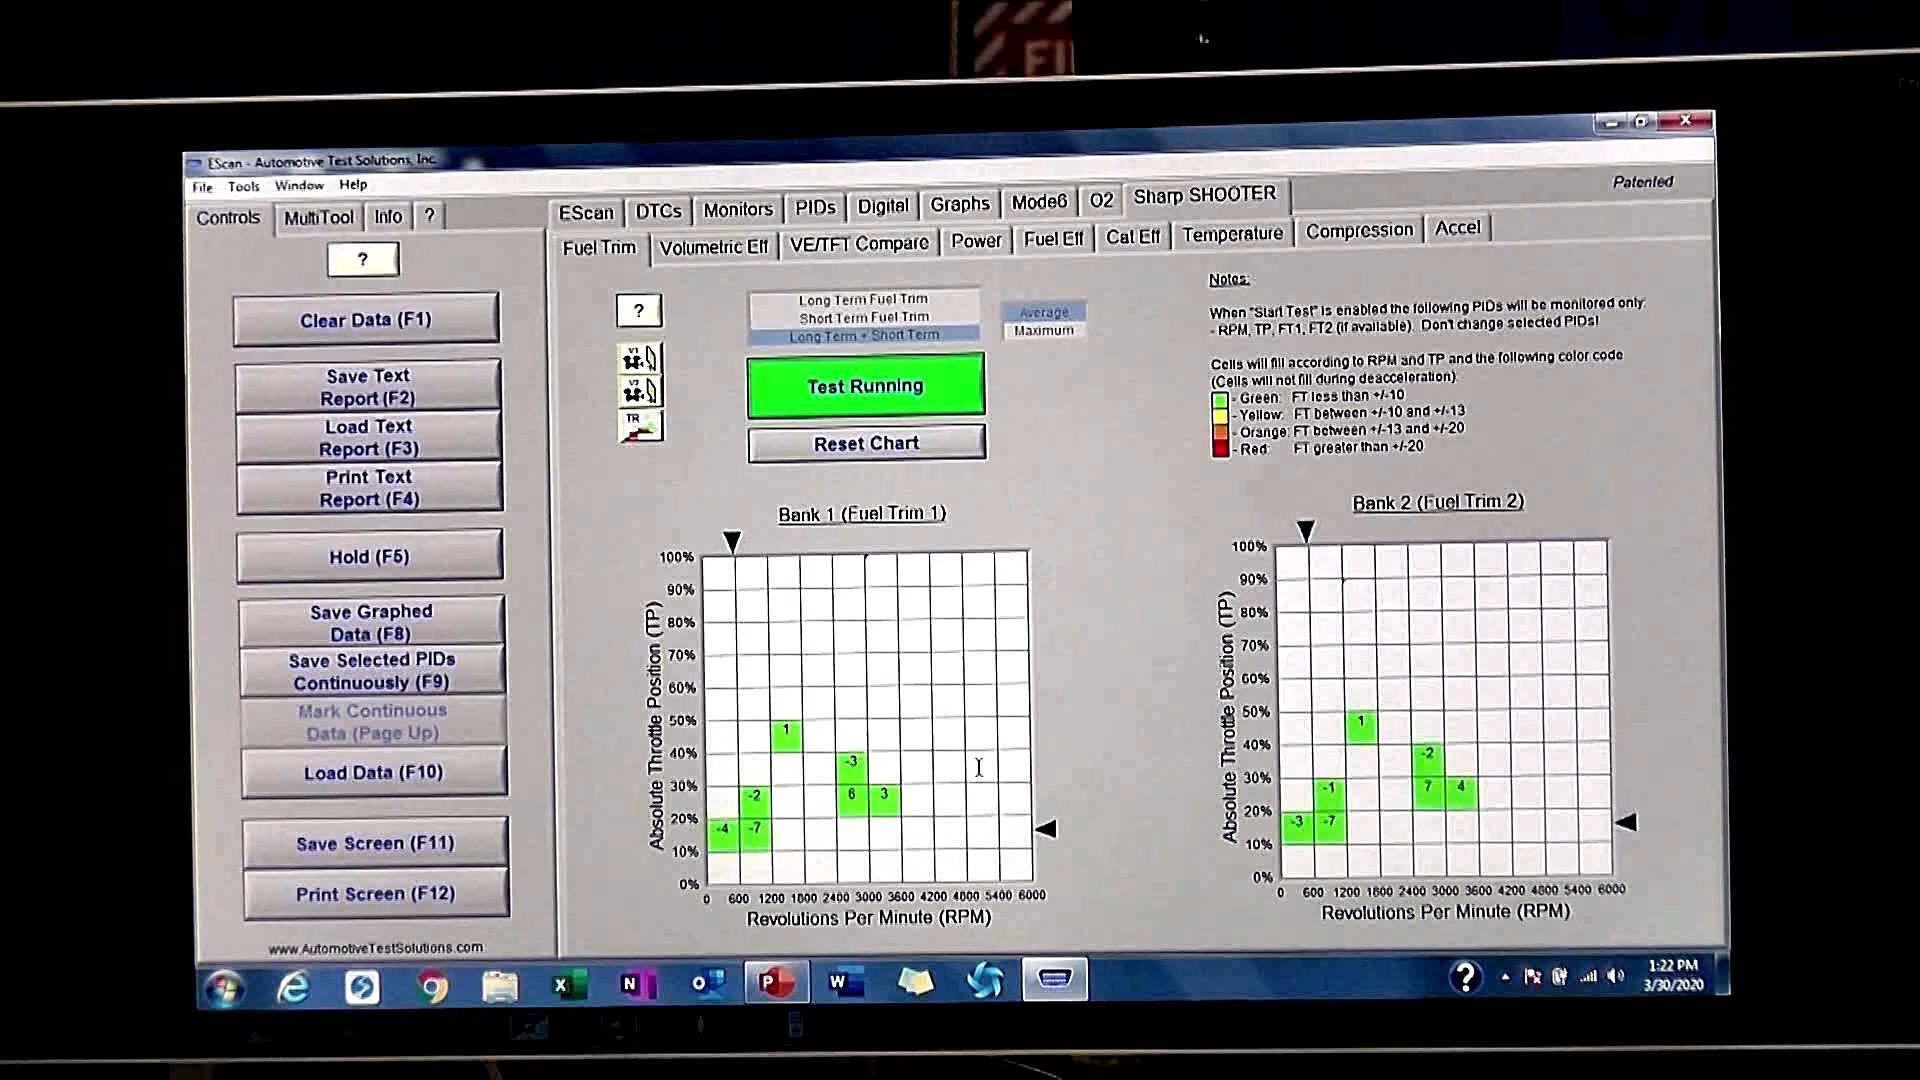 FI
EScan - Automotive Test Solutions, Inc.
File Tools Window Help
Patented
Controls MultiTool Info ?
EScan DTCs Monitors PIDs Digital Graphs Mode6 O2 Sharp SHOOTER
Fuel Trim Volumetric Eff VE/TFT Compare Power Fuel Eff Cat Eff Temperature Compression Accel
?
Clear Data (F1)
Save Text
Report (F2)
Load Text
Report (F3)
Print Text
Report (F4)
Hold (F5)
Save Graphed
Data (F8)
Save Selected PIDs
Continuously (F9)
Mark Continuous
Data (Page Up)
Load Data (F10)
Save Screen (F11)
Print Screen (F12)
www.AutomotiveTestSolutions.com
?
V1
V2
TR
Long Term Fuel Trim
Short Term Fuel Trim
Long Term + Short Term
Average
Maximum
Test Running
Reset Chart
Notes:
When "Start Test" is enabled the following PIDs will be monitored only:
- RPM, TP, FT1, FT2 (if available). Don't change selected PIDs!
Cells will fill according to RPM and TP and the following color code
(Cells will not fill during deacceleration)
- Green: FT less than +/-10
- Yellow: FT between +/-10 and +/-13
- Orange: FT between +/-13 and +/-20
- Red: FT greater than +/-20
Bank 1 (Fuel Trim 1)
Absolute Throttle Position (TP)
100%
90%
80%
70%
60%
50%
40%
30%
20%
10%
0%
1
-3
-2 6 3
-4 -7
0 600 1200 1800 2400 3000 3600 4200 4800 5400 6000
Revolutions Per Minute (RPM)
Bank 2 (Fuel Trim 2)
Absolute Throttle Position (TP)
100%
90%
80%
70%
60%
50%
40%
30%
20%
10%
0%
1
-2
-1 7 4
-3 -7
0 600 1200 1800 2400 3000 3600 4200 4800 5400 6000
Revolutions Per Minute (RPM)
1:22 PM
3/30/2020